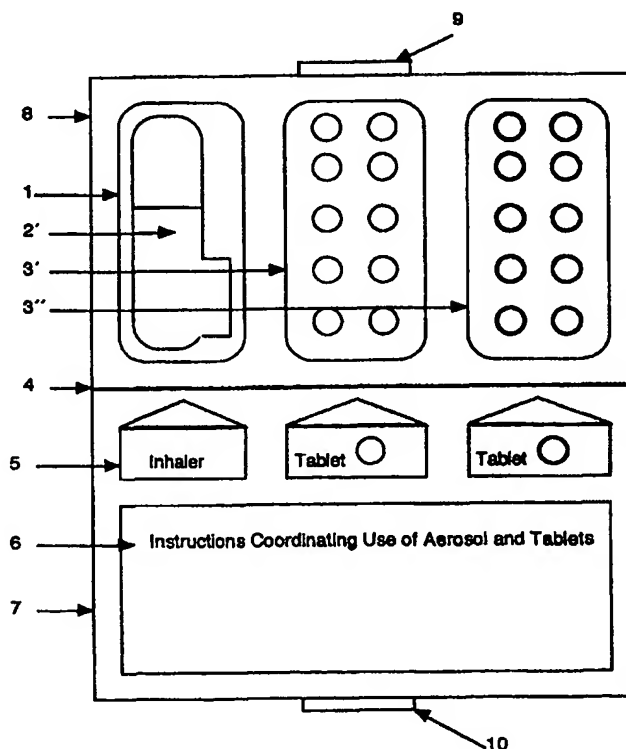 9
8
1
2'
3'
3''
4
5
Inhaler
Tablet
Tablet
6
Instructions Coordinating Use of Aerosol and Tablets
7
10